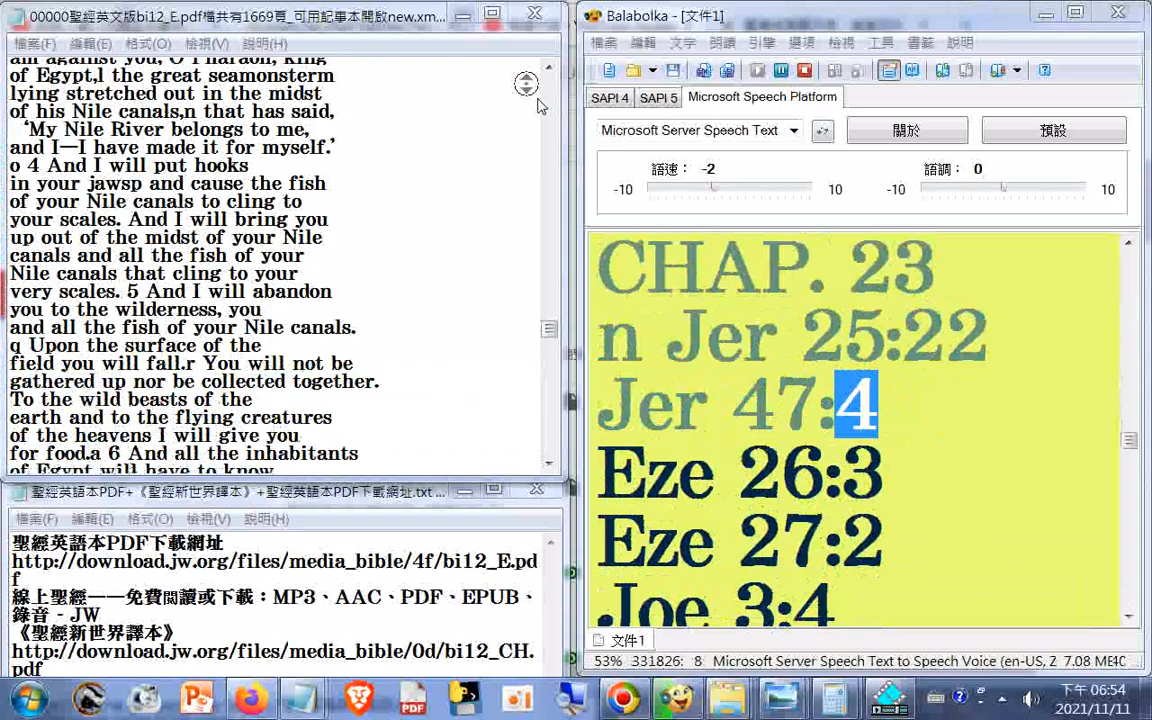 00000聖經英文版bi12_E.pdf檔共有1669頁_可用記事本開啟new.xm...
檔案(F) 編輯(E) 格式(O) 檢視(V) 說明(H)
am against you, O Pharaoh, king
of Egypt,l the great seamonsterm
lying stretched out in the midst
of his Nile canals,n that has said,
‘My Nile River belongs to me,
and I—I have made it for myself.’
o 4 And I will put hooks
in your jawsp and cause the fish
of your Nile canals to cling to
your scales. And I will bring you
up out of the midst of your Nile
canals and all the fish of your
Nile canals that cling to your
very scales. 5 And I will abandon
you to the wilderness, you
and all the fish of your Nile canals.
q Upon the surface of the
field you will fall.r You will not be
gathered up nor be collected together.
To the wild beasts of the
earth and to the flying creatures
of the heavens I will give you
for food.a 6 And all the inhabitants
of Egypt will have to know
聖經英語本PDF+《聖經新世界譯本》+聖經英語本PDF下載網址.txt ...
檔案(F) 編輯(E) 格式(O) 檢視(V) 說明(H)
聖經英語本PDF下載網址
http://download.jw.org/files/media_bible/4f/bi12_E.pd
f
線上聖經——免費閱讀或下載：MP3、AAC、PDF、EPUB、
錄音 - JW
《聖經新世界譯本》
http://download.jw.org/files/media_bible/0d/bi12_CH.
pdf
Balabolka - [文件1]
檔案 編輯 文字 朗讀 引擎 選項 檢視 工具 書籤 說明
SAPI 4 SAPI 5 Microsoft Speech Platform
Microsoft Server Speech Text 關於 預設
語速： -2 語調： 0
-10 10 -10 10
CHAP. 23
n Jer 25:22
Jer 47:4
Eze 26:3
Eze 27:2
Joe 3:4
文件1
53% 331826: 8 Microsoft Server Speech Text to Speech Voice (en-US, Z 7.08 ME
PDF
下午 06:54
2021/11/11